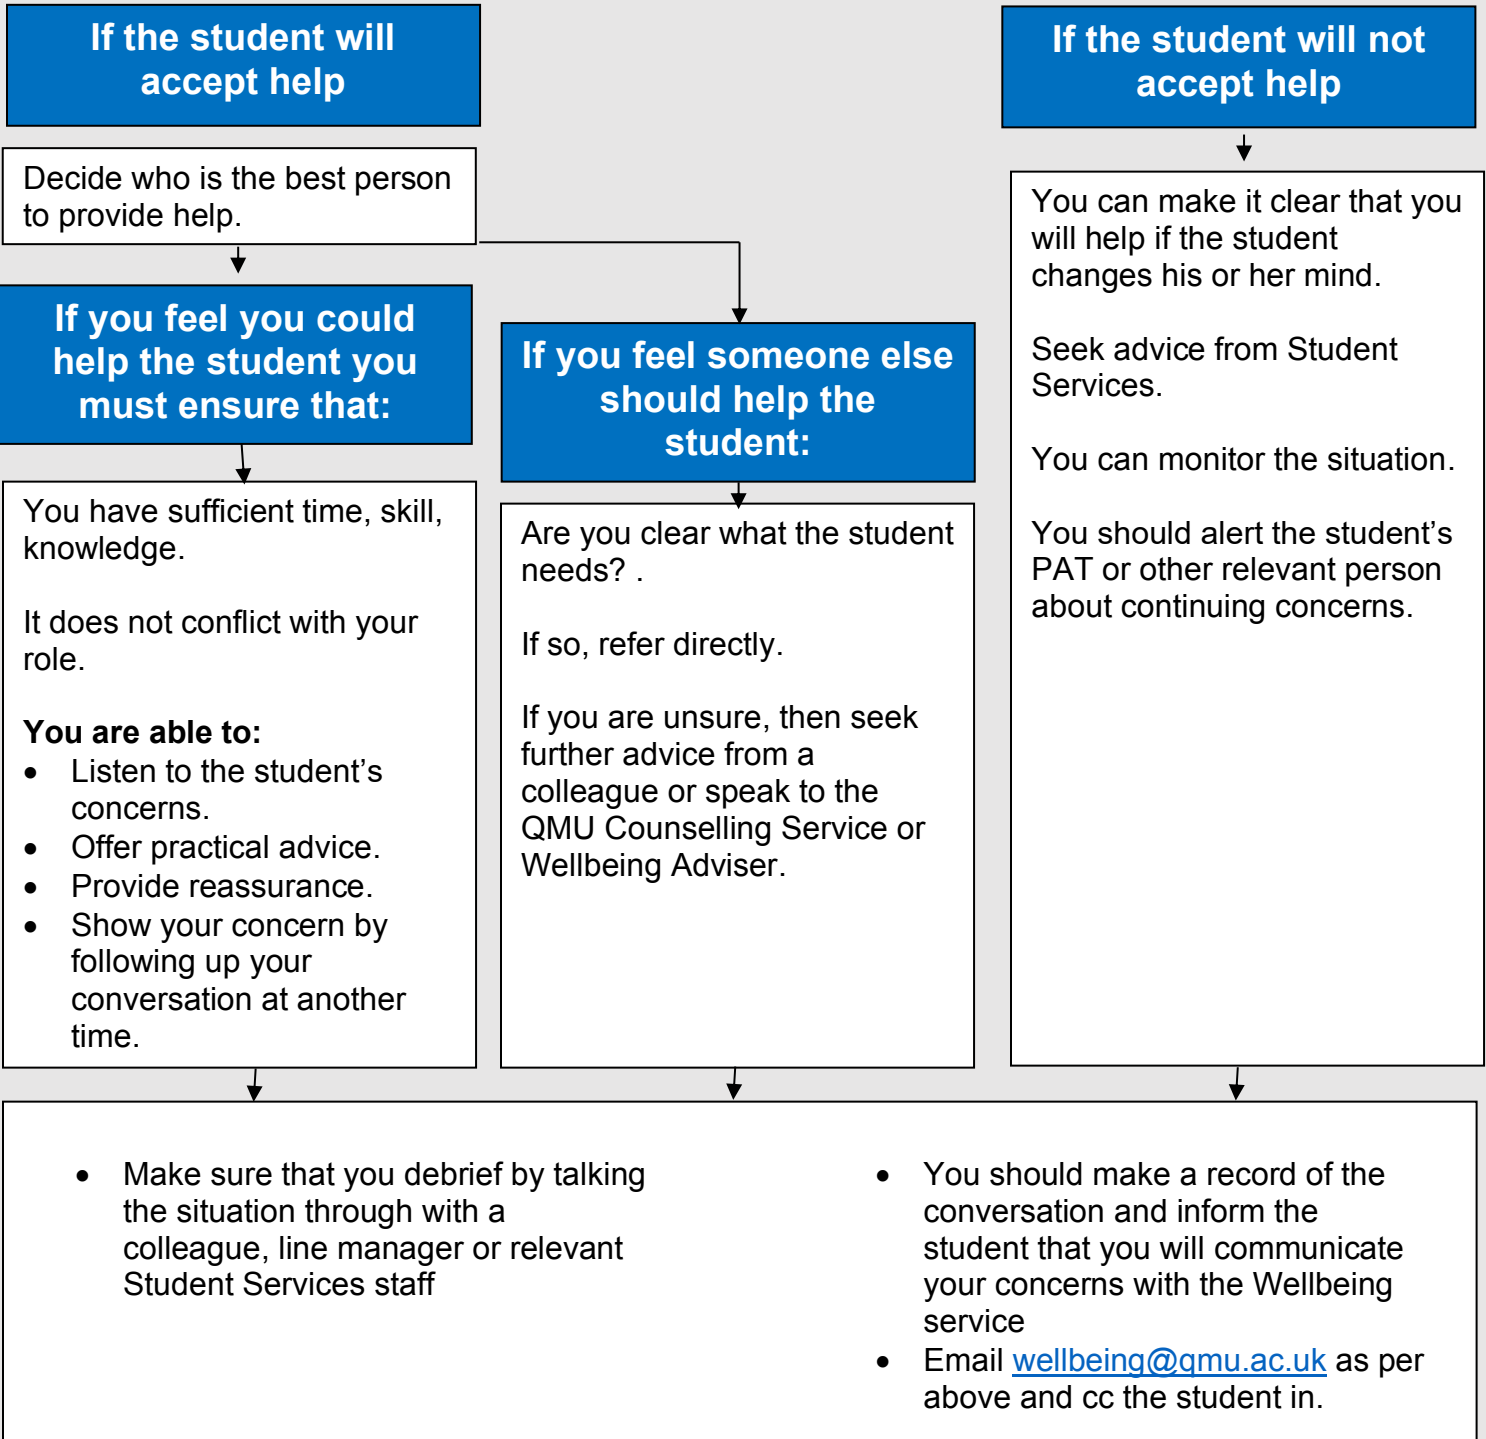 If the student will
accept help
Decide who is the best person
to provide help.
If you feel you could
help the student you
must ensure that:
You have sufficient time, skill,
knowledge.
It does not conflict with your
role.
You are able to:
• Listen to the student’s
concerns.
• Offer practical advice.
• Provide reassurance.
• Show your concern by
following up your
conversation at another
time.
If you feel someone else
should help the
student:
Are you clear what the student
needs? .
If so, refer directly.
If you are unsure, then seek
further advice from a
colleague or speak to the
QMU Counselling Service or
Wellbeing Adviser.
If the student will not
accept help
You can make it clear that you
will help if the student
changes his or her mind.
Seek advice from Student
Services.
You can monitor the situation.
You should alert the student’s
PAT or other relevant person
about continuing concerns.
• Make sure that you debrief by talking
the situation through with a
colleague, line manager or relevant
Student Services staff
• You should make a record of the
conversation and inform the
student that you will communicate
your concerns with the Wellbeing
service
• Email wellbeing@qmu.ac.uk as per
above and cc the student in.